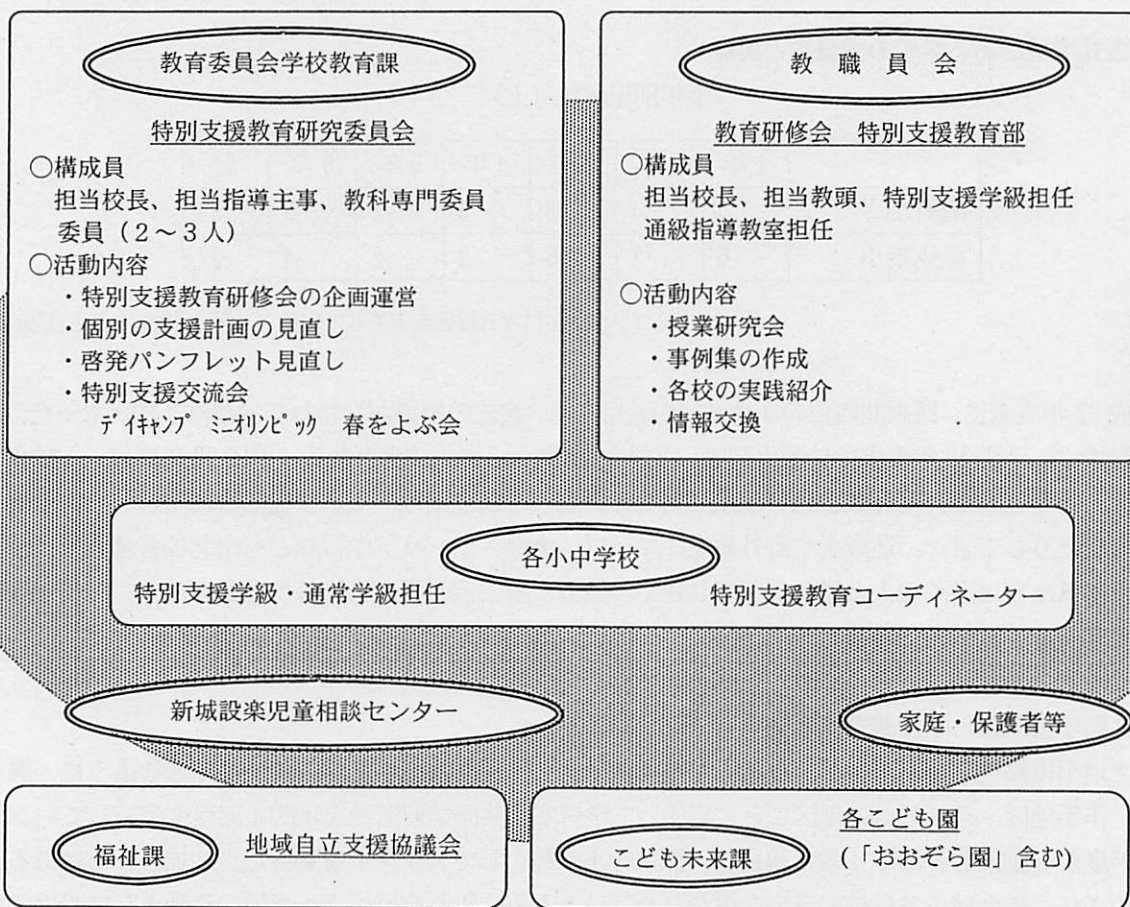 教育委員会学校教育課
特別支援教育研究委員会
○構成員
担当校長、担当指導主事、教科専門委員
委員（2～3人）
○活動内容
・特別支援教育研修会の企画運営
・個別の支援計画の見直し
・啓発パンフレット見直し
・特別支援交流会
ﾃﾞｲｷｬﾝﾌﾟ ﾐﾆｵﾘﾝﾋﾟｯｸ 春をよぶ会
教 職 員 会
教育研修会 特別支援教育部
○構成員
担当校長、担当教頭、特別支援学級担任
通級指導教室担任
○活動内容
・授業研究会
・事例集の作成
・各校の実践紹介
・情報交換
各小中学校
特別支援学級・通常学級担任 特別支援教育コーディネーター
新城設楽児童相談センター
家庭・保護者等
福祉課 地域自立支援協議会
こども未来課
各こども園
「おおぞら園」含む)